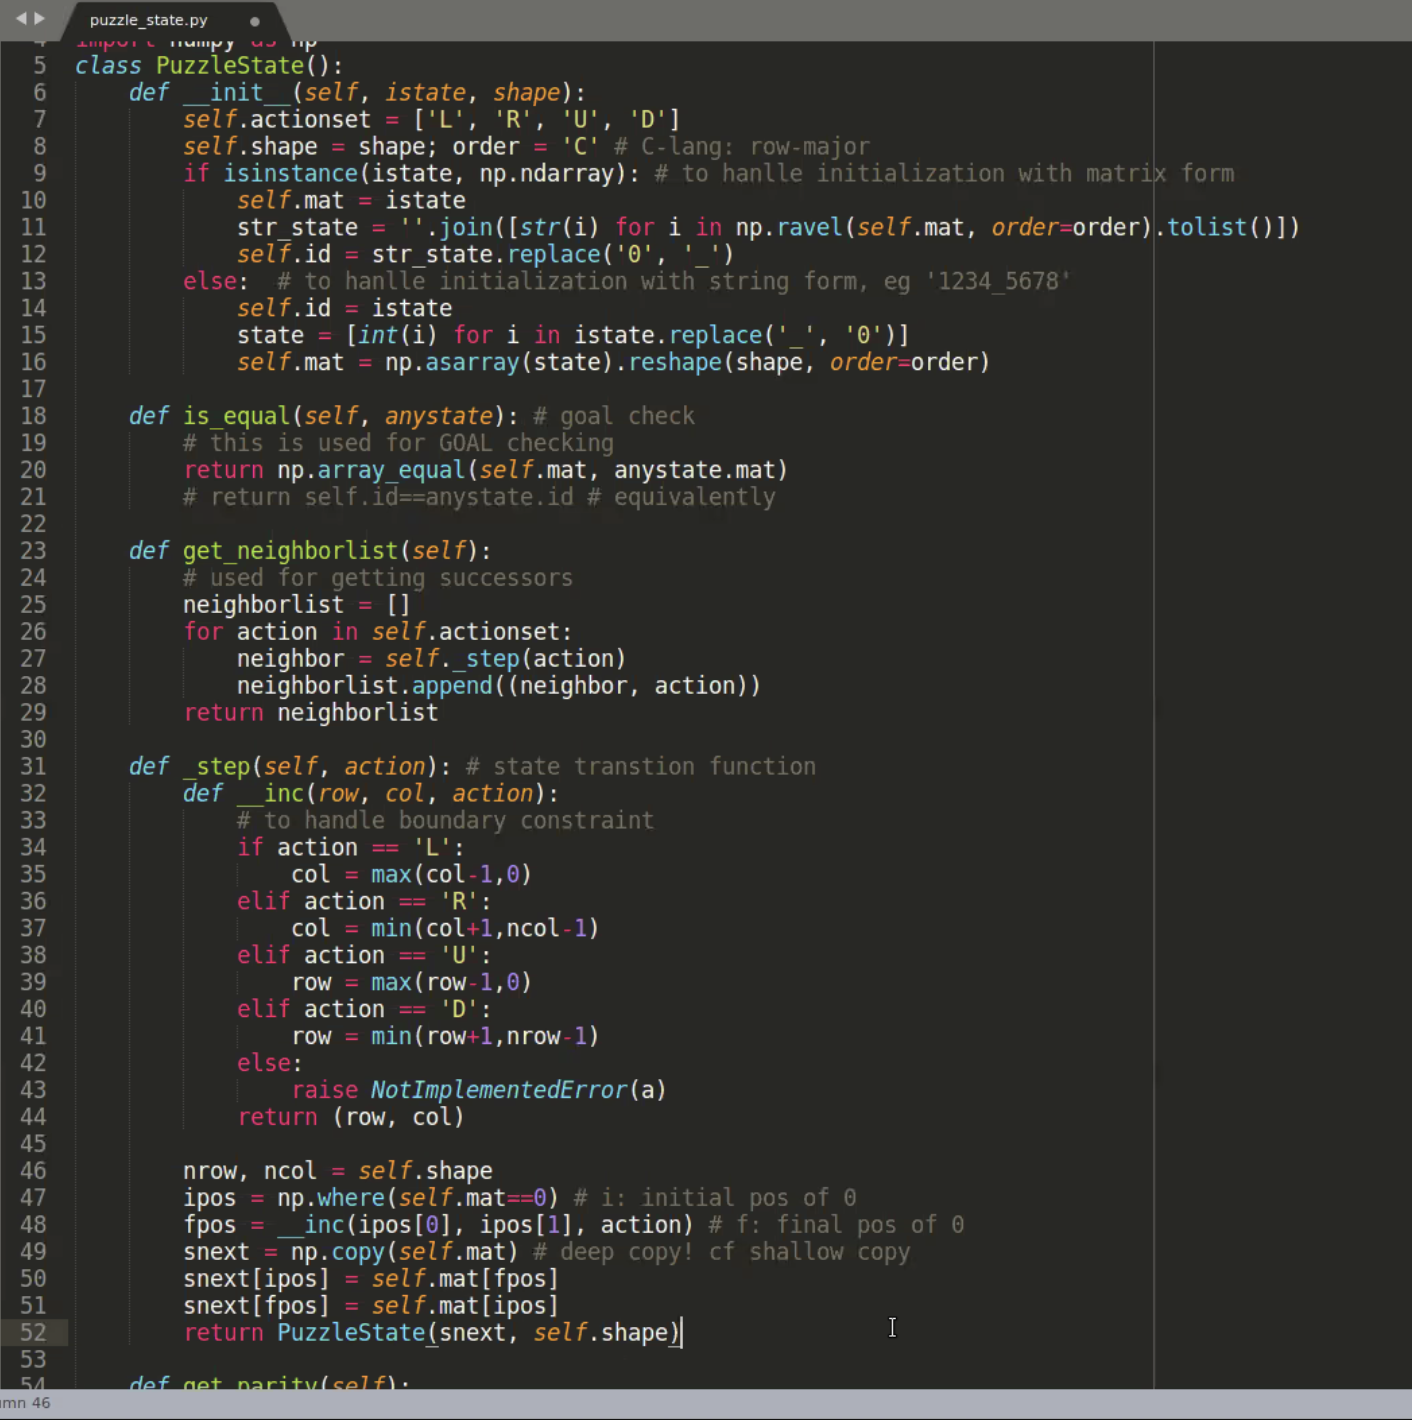 puzzle_state.py
4 import numpy as np
5 class PuzzleState():
6     def __init__(self, istate, shape):
7         self.actionset = ['L', 'R', 'U', 'D']
8         self.shape = shape; order = 'C' # C-lang: row-major
9         if isinstance(istate, np.ndarray): # to hanlle initialization with matrix form
10             self.mat = istate
11             str_state = ''.join([str(i) for i in np.ravel(self.mat, order=order).tolist()])
12             self.id = str_state.replace('0', '_')
13         else:  # to hanlle initialization with string form, eg '1234_5678'
14             self.id = istate
15             state = [int(i) for i in istate.replace('_', '0')]
16             self.mat = np.asarray(state).reshape(shape, order=order)
17
18     def is_equal(self, anystate): # goal check
19         # this is used for GOAL checking
20         return np.array_equal(self.mat, anystate.mat)
21         # return self.id==anystate.id # equivalently
22
23     def get_neighborlist(self):
24         # used for getting successors
25         neighborlist = []
26         for action in self.actionset:
27             neighbor = self._step(action)
28             neighborlist.append((neighbor, action))
29         return neighborlist
30
31     def _step(self, action): # state transtion function
32         def __inc(row, col, action):
33             # to handle boundary constraint
34             if action == 'L':
35                 col = max(col-1,0)
36             elif action == 'R':
37                 col = min(col+1,ncol-1)
38             elif action == 'U':
39                 row = max(row-1,0)
40             elif action == 'D':
41                 row = min(row+1,nrow-1)
42             else:
43                 raise NotImplementedError(a)
44             return (row, col)
45
46         nrow, ncol = self.shape
47         ipos = np.where(self.mat==0) # i: initial pos of 0
48         fpos = __inc(ipos[0], ipos[1], action) # f: final pos of 0
49         snext = np.copy(self.mat) # deep copy! cf shallow copy
50         snext[ipos] = self.mat[fpos]
51         snext[fpos] = self.mat[ipos]
52         return PuzzleState(snext, self.shape)
53
54     def get_parity(self):
umn 46